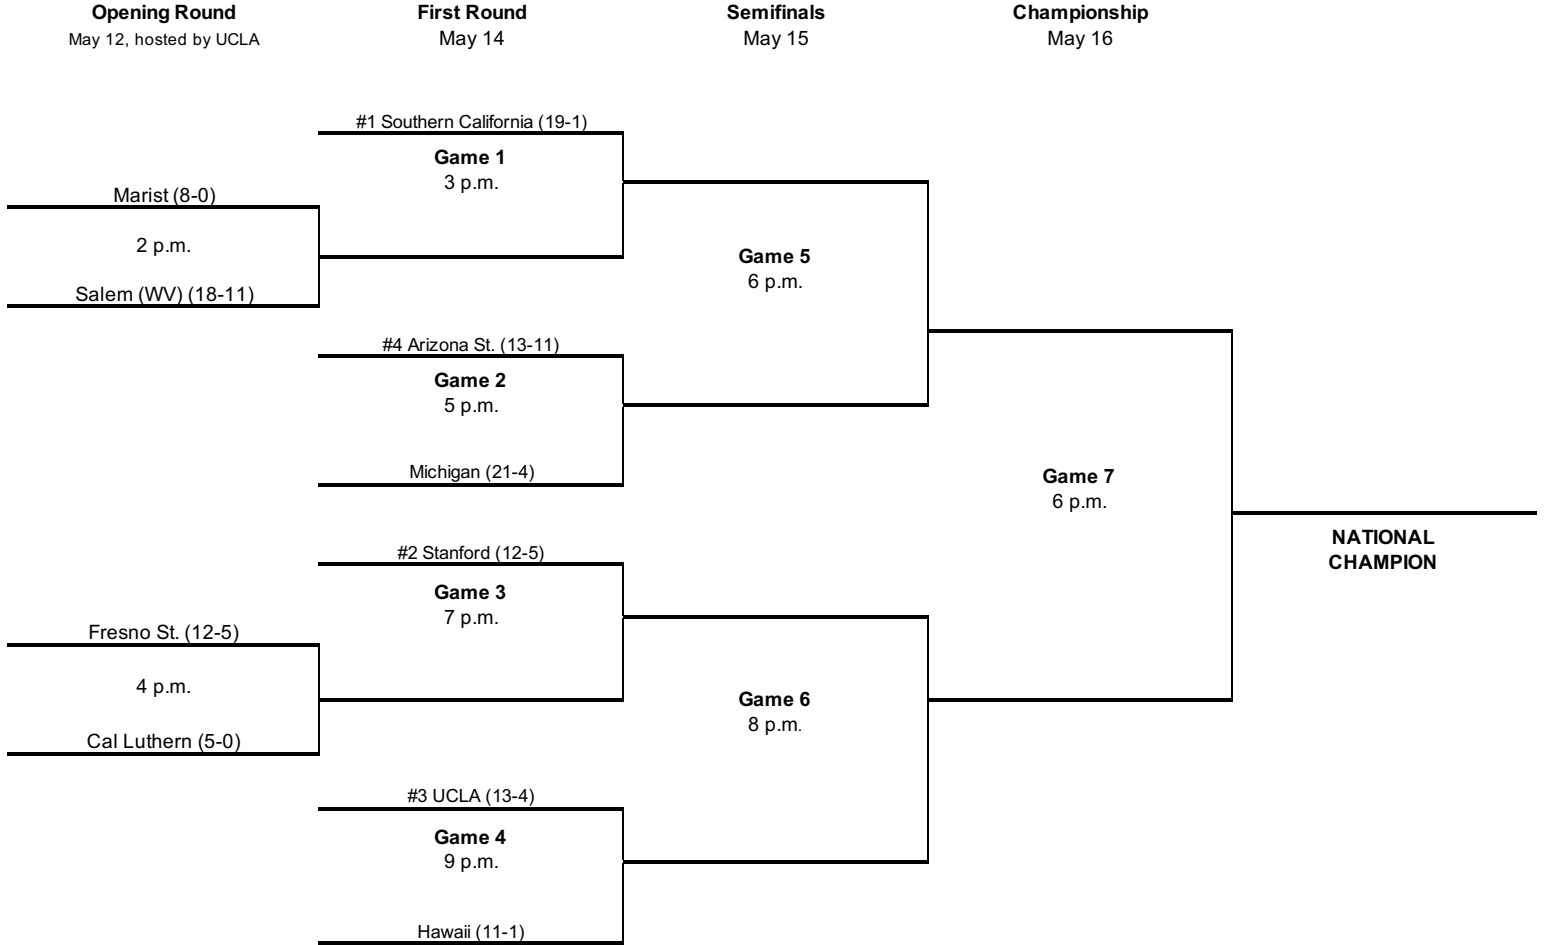 Opening Round
May 12, hosted by UCLA
First Round
May 14
Semifinals
May 15
Championship
May 16
#1 Southern California (19-1)
Game 1
3 p.m.
Marist (8-0)
2 p.m.
Salem (WV) (18-11)
Game 5
6 p.m.
#4 Arizona St. (13-11)
Game 2
5 p.m.
Michigan (21-4)
Game 7
6 p.m.
NATIONAL
CHAMPION
#2 Stanford (12-5)
Game 3
7 p.m.
Fresno St. (12-5)
4 p.m.
Cal Luthern (5-0)
Game 6
8 p.m.
#3 UCLA (13-4)
Game 4
9 p.m.
Hawaii (11-1)